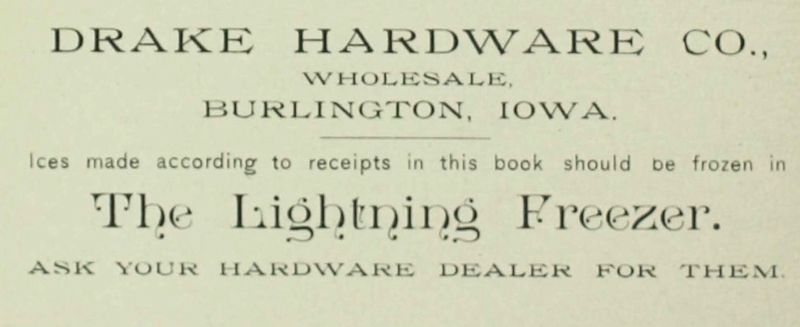 DRAKE HARDWARE CO.,
WHOLESALE,
BURLINGTON, IOWA.
Ices made according to receipts in this book should be frozen in
The Lightning Freezer.
ASK YOUR HARDWARE DEALER FOR THEM.